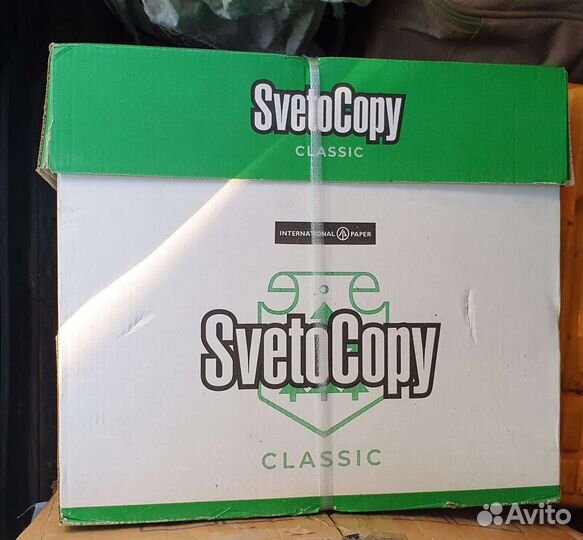 SvetoCopy
CLASSIC
INTERNATIONAL PAPER
SvetoCopy
CLASSIC
Avito